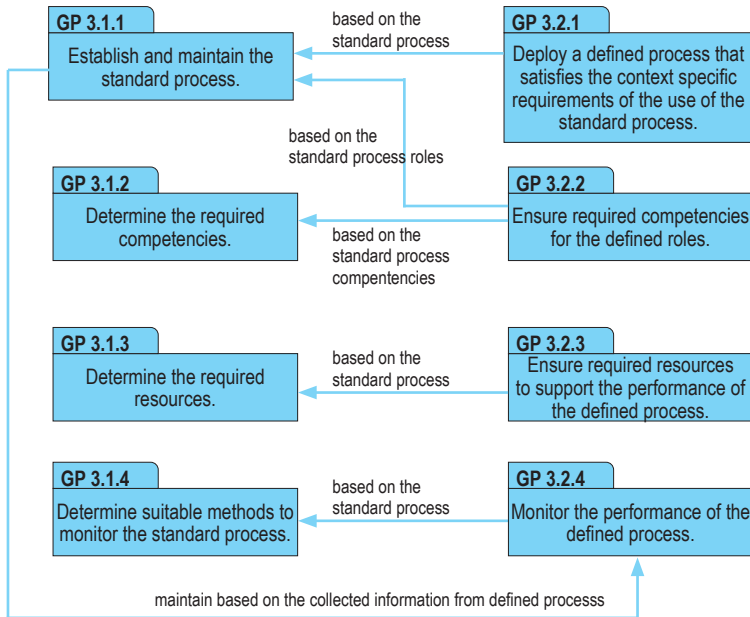 GP 3.1.1
Establish and maintain the
standard process.
based on the
standard process
GP 3.2.1
Deploy a defined process that
satisfies the context specific
requirements of the use of the
standard process.
based on the
standard process roles
GP 3.1.2
Determine the required
competencies.
based on the
standard process
compentencies
GP 3.2.2
Ensure required competencies
for the defined roles.
GP 3.1.3
Determine the required
resources.
based on the
standard process
GP 3.2.3
Ensure required resources
to support the performance of
the defined process.
GP 3.1.4
Determine suitable methods to
monitor the standard process.
based on the
standard process
GP 3.2.4
Monitor the performance of the
defined process.
maintain based on the collected information from defined processs